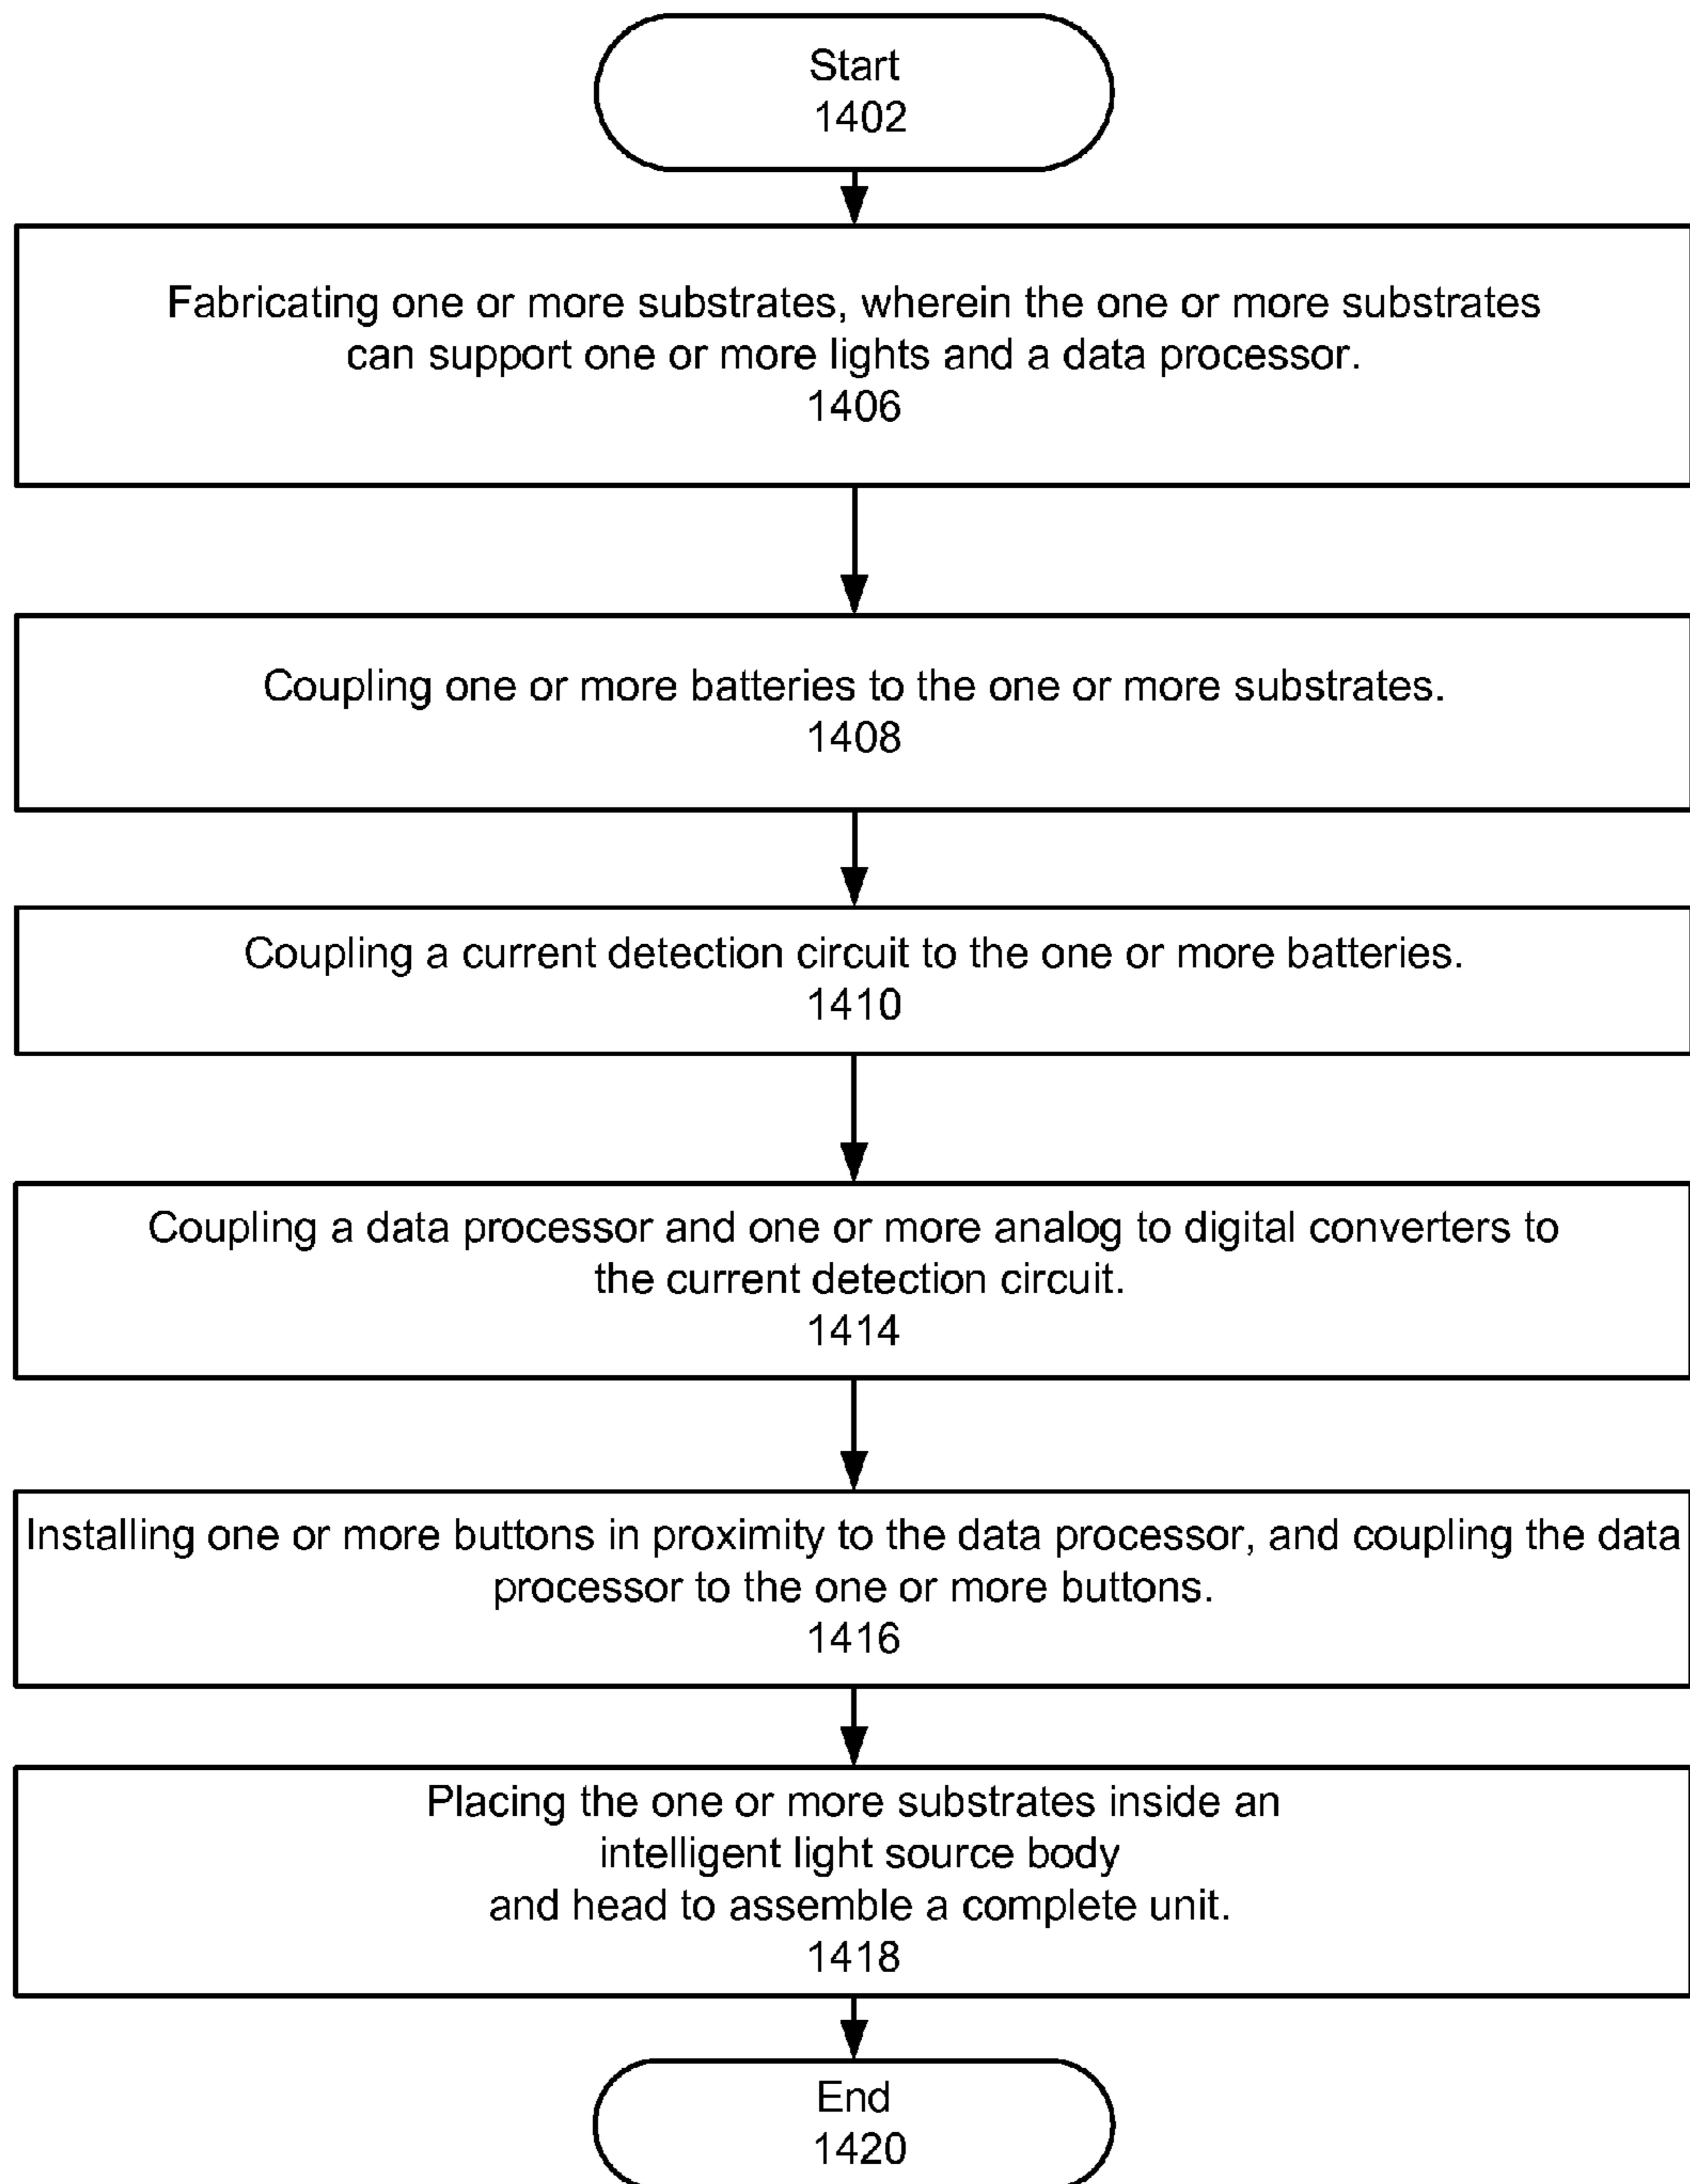 Start
1402
Fabricating one or more substrates, wherein the one or more substrates
can support one or more lights and a data processor.
1406
Coupling one or more batteries to the one or more substrates.
1408
Coupling a current detection circuit to the one or more batteries.
1410
Coupling a data processor and one or more analog to digital converters to
the current detection circuit.
1414
Installing one or more buttons in proximity to the data processor, and coupling the data
processor to the one or more buttons.
1416
Placing the one or more substrates inside an
intelligent light source body
and head to assemble a complete unit.
1418
End
1420